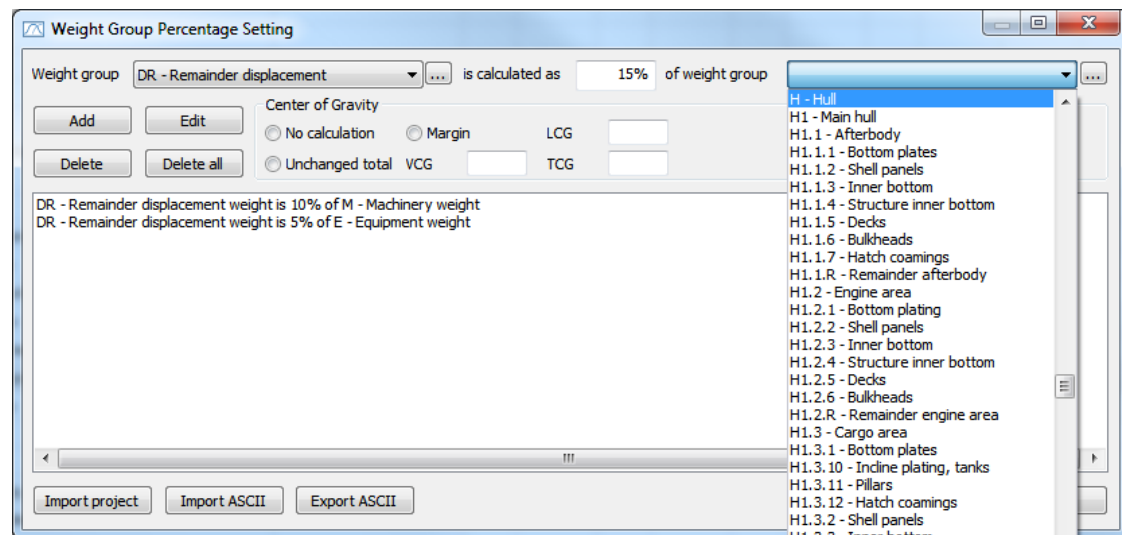 Weight Group Percentage Setting
Weight group DR - Remainder displacement ... is calculated as 15% of weight group ...
Add Edit
Center of Gravity
No calculation Margin LCG
Delete Delete all
Unchanged total VCG TCG
DR - Remainder displacement weight is 10% of M - Machinery weight
DR - Remainder displacement weight is 5% of E - Equipment weight
H - Hull
H1 - Main hull
H1.1 - Afterbody
H1.1.1 - Bottom plates
H1.1.2 - Shell panels
H1.1.3 - Inner bottom
H1.1.4 - Structure inner bottom
H1.1.5 - Decks
H1.1.6 - Bulkheads
H1.1.7 - Hatch coamings
H1.1.R - Remainder afterbody
H1.2 - Engine area
H1.2.1 - Bottom plating
H1.2.2 - Shell panels
H1.2.3 - Inner bottom
H1.2.4 - Structure inner bottom
H1.2.5 - Decks
H1.2.6 - Bulkheads
H1.2.R - Remainder engine area
H1.3 - Cargo area
H1.3.1 - Bottom plates
H1.3.10 - Incline plating, tanks
H1.3.11 - Pillars
H1.3.12 - Hatch coamings
H1.3.2 - Shell panels
Import project Import ASCII Export ASCII